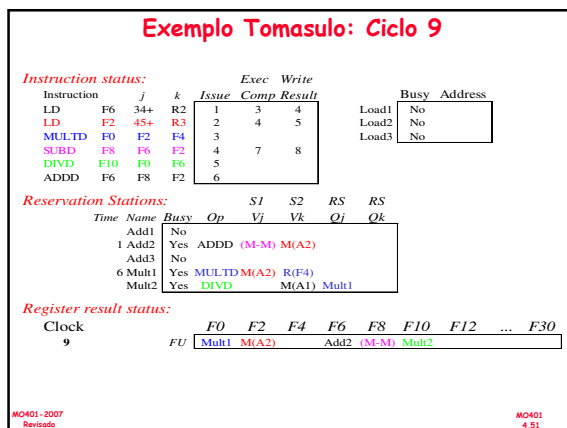 Exemplo Tomasulo: Ciclo 9
Instruction status: Exec Write
Instruction j k Issue Comp Result Busy Address
LD F6 34+ R2 1 3 4 Load1 No
LD F2 45+ R3 2 4 5 Load2 No
MULTD F0 F2 F4 3 Load3 No
SUBD F8 F6 F2 4 7 8
DIVD F10 F0 F6 5
ADDD F6 F8 F2 6
Reservation Stations: S1 S2 RS RS
Time Name Busy Op Vj Vk Qj Qk
Add1 No
1 Add2 Yes ADDD (M-M) M(A2)
Add3 No
6 Mult1 Yes MULTD M(A2) R(F4)
Mult2 Yes DIVD M(A1) Mult1
Register result status:
Clock F0 F2 F4 F6 F8 F10 F12 ... F30
9 FU Mult1 M(A2) Add2 (M-M) Mult2
MO401-2007 MO401
Revisado 4.51